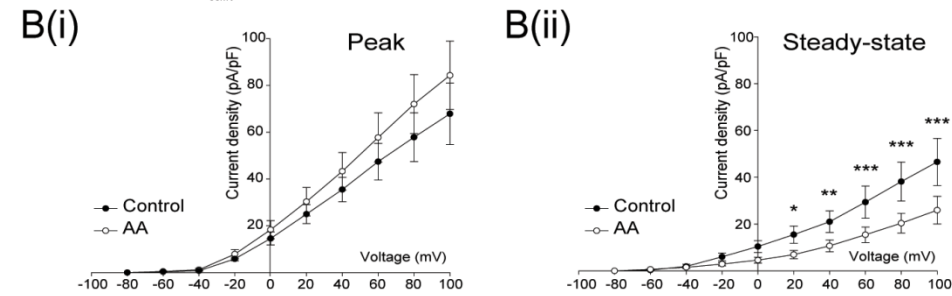 B(i)
Peak
Current density (pA/pF)
100
80
60
40
20
Control
AA
Voltage (mV)
-100 -80 -60 -40 -20 0 20 40 60 80 100
B(ii)
Steady-state
Current density (pA/pF)
100
80
60
40
20
***
***
***
**
*
Control
AA
Voltage (mV)
-100 -80 -60 -40 -20 0 20 40 60 80 100